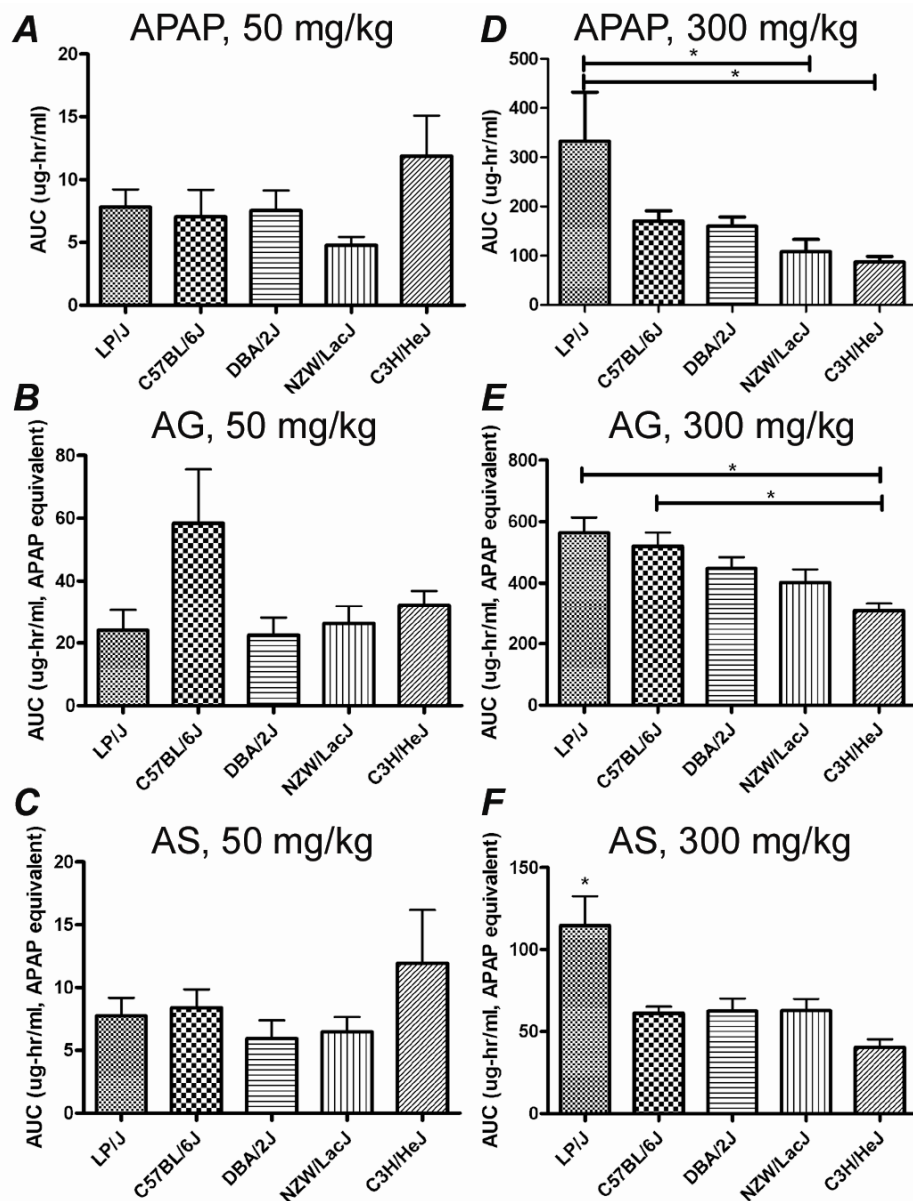 A APAP, 50 mg/kg
AUC (ug-hr/ml)
20
15
10
5
0
LP/J
C57BL/6J
DBA/2J
NZW/LacJ
C3H/HeJ
D APAP, 300 mg/kg
AUC (ug-hr/ml)
500
400
300
200
100
0
*
*
LP/J
C57BL/6J
DBA/2J
NZW/LacJ
C3H/HeJ
B AG, 50 mg/kg
AUC (ug-hr/ml, APAP equivalent)
80
60
40
20
0
LP/J
C57BL/6J
DBA/2J
NZW/LacJ
C3H/HeJ
E AG, 300 mg/kg
AUC (ug-hr/ml, APAP equivalent)
800
600
400
200
0
*
*
LP/J
C57BL/6J
DBA/2J
NZW/LacJ
C3H/HeJ
C AS, 50 mg/kg
AUC (ug-hr/ml, APAP equivalent)
20
15
10
5
0
LP/J
C57BL/6J
DBA/2J
NZW/LacJ
C3H/HeJ
F AS, 300 mg/kg
AUC (ug-hr/ml, APAP equivalent)
150
100
50
0
*
LP/J
C57BL/6J
DBA/2J
NZW/LacJ
C3H/HeJ